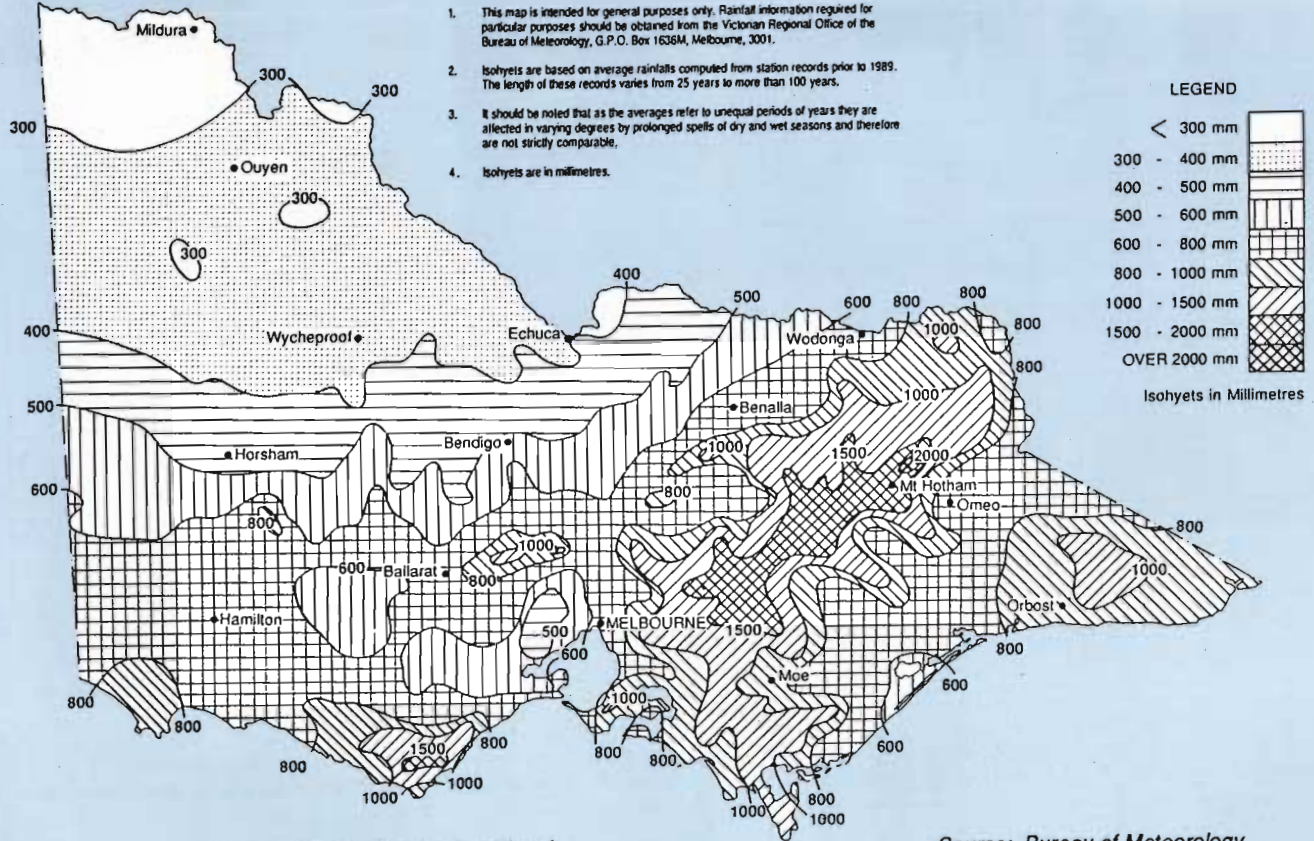 1. This map is intended for general purposes only. Rainfall information required for
particular purposes should be obtained from the Victorian Regional Office of the
Bureau of Meteorology, G.P.O. Box 1636M, Melbourne, 3001.
2. Isohyets are based on average rainfalls computed from station records prior to 1989.
The length of these records varies from 25 years to more than 100 years.
3. It should be noted that as the averages refer to unequal periods of years they are
affected in varying degrees by prolonged spells of dry and wet seasons and therefore
are not strictly comparable.
4. Isohyets are in millimetres.
LEGEND
< 300 mm
300 - 400 mm
400 - 500 mm
500 - 600 mm
600 - 800 mm
800 - 1000 mm
1000 - 1500 mm
1500 - 2000 mm
OVER 2000 mm
Isohyets in Millimetres
Mildura
300
300
300
Ouyen
300
300
400
500
600
800
800
400
Wycheproof
Echuca
Wodonga
1000
800
800
500
Benalla
1000
Horsham
Bendigo
1000
1500
2000
600
Mt Hotham
800
Omeo
800
1000
800
600
Ballarat
800
1000
Orbost
Hamilton
500
MELBOURNE
1500
600
800
Moe
800
1000
600
800
800
1500
800
600
800
800
1000
1000
800
1000
1000
Source: Bureau of Meteorology